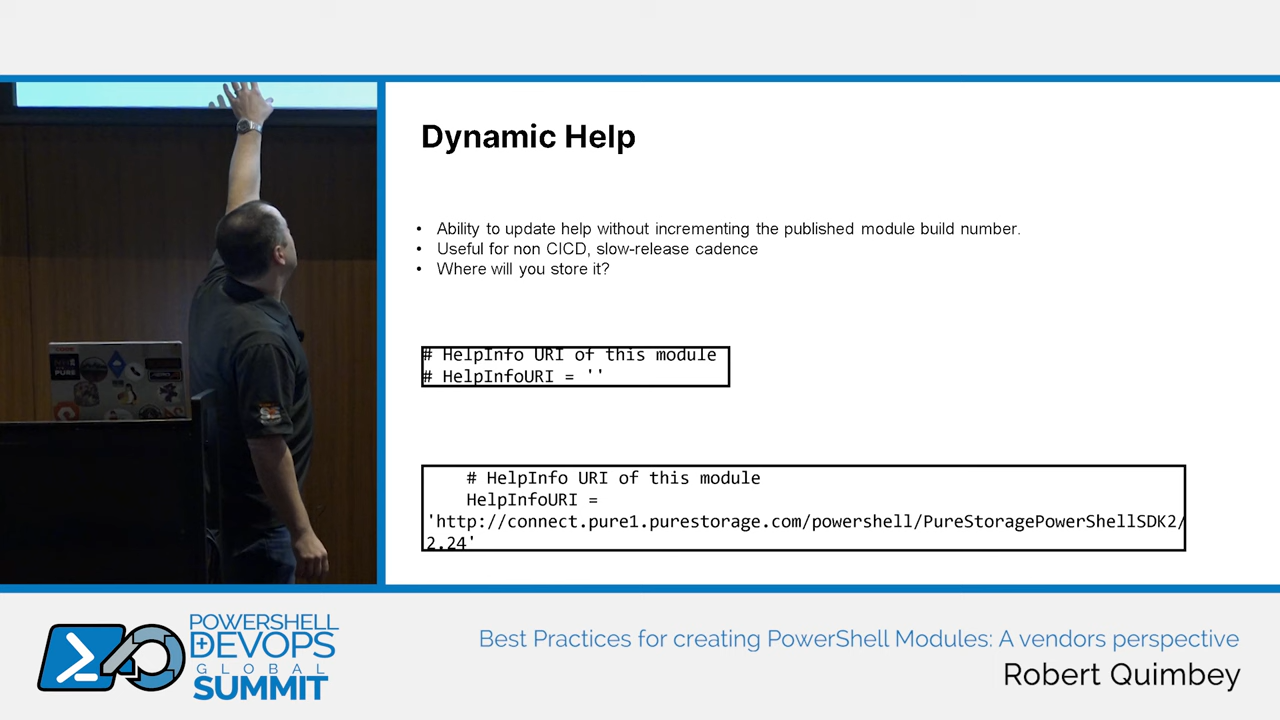 Dynamic Help
• Ability to update help without incrementing the published module build number.
• Useful for non CICD, slow-release cadence
• Where will you store it?
# HelpInfo URI of this module
# HelpInfoURI = ''
# HelpInfo URI of this module
HelpInfoURI =
'http://connect.pure1.purestorage.com/powershell/PureStoragePowerShellSDK2/
2.24'
POWERSHELL
DEVOPS
GLOBAL
SUMMIT
Best Practices for creating PowerShell Modules: A vendors perspective
Robert Quimbey